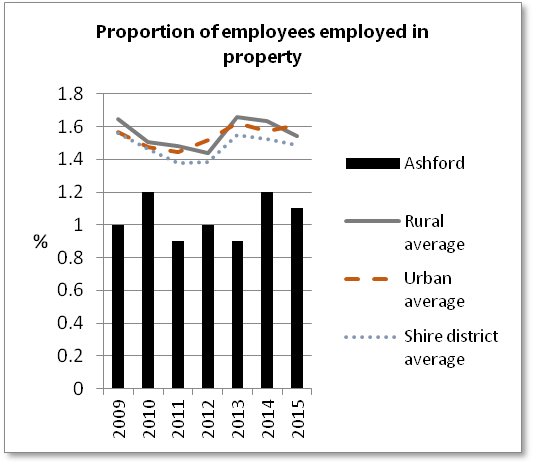 Proportion of employees employed in
property
1.8
1.6
1.4
1.2
1
0.8
0.6
0.4
0.2
0
%
2009
2010
2011
2012
2013
2014
2015
Ashford
Rural
average
Urban
average
Shire district
average